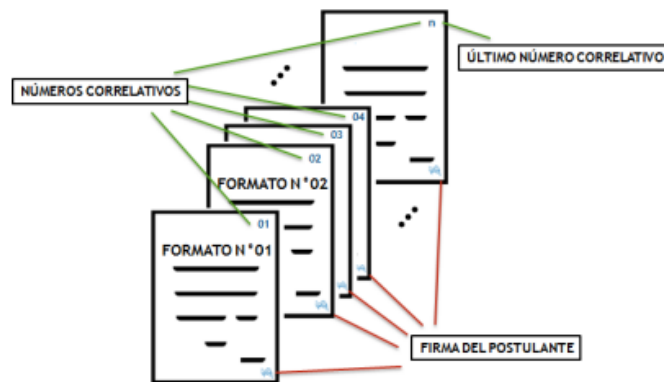 n
ÚLTIMO NÚMERO CORRELATIVO
NÚMEROS CORRELATIVOS
04
03
02
FORMATO N°02
01
FORMATO N°01
FIRMA DEL POSTULANTE